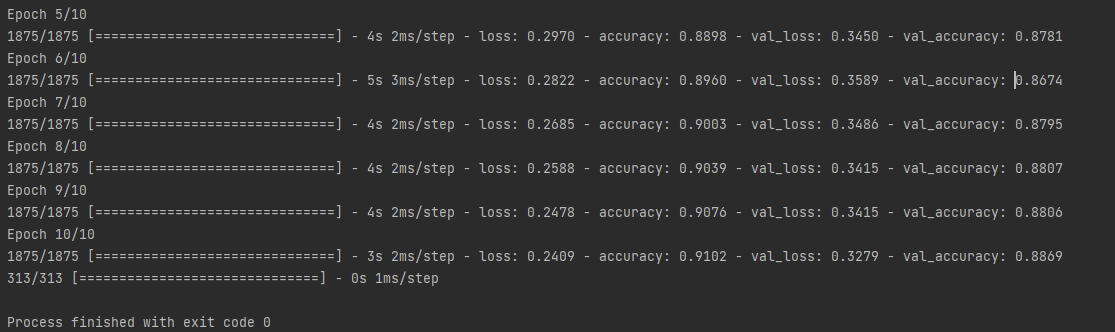 Epoch 5/10
1875/1875 [==============================] - 4s 2ms/step - loss: 0.2970 - accuracy: 0.8898 - val_loss: 0.3450 - val_accuracy: 0.8781
Epoch 6/10
1875/1875 [==============================] - 5s 3ms/step - loss: 0.2822 - accuracy: 0.8960 - val_loss: 0.3589 - val_accuracy: 0.8674
Epoch 7/10
1875/1875 [==============================] - 4s 2ms/step - loss: 0.2685 - accuracy: 0.9003 - val_loss: 0.3486 - val_accuracy: 0.8795
Epoch 8/10
1875/1875 [==============================] - 4s 2ms/step - loss: 0.2588 - accuracy: 0.9039 - val_loss: 0.3415 - val_accuracy: 0.8807
Epoch 9/10
1875/1875 [==============================] - 4s 2ms/step - loss: 0.2478 - accuracy: 0.9076 - val_loss: 0.3415 - val_accuracy: 0.8806
Epoch 10/10
1875/1875 [==============================] - 3s 2ms/step - loss: 0.2409 - accuracy: 0.9102 - val_loss: 0.3279 - val_accuracy: 0.8869
313/313 [==============================] - 0s 1ms/step
Process finished with exit code 0